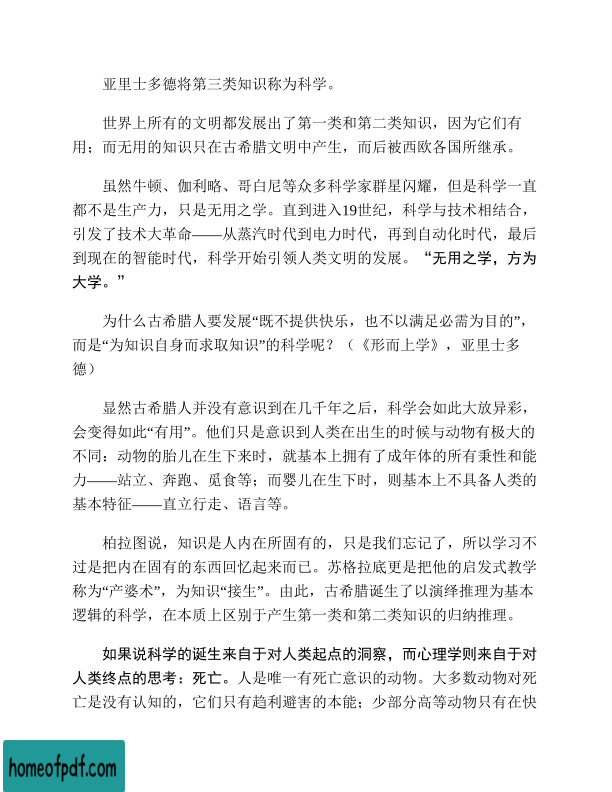 亚里士多德将第三类知识称为科学。
世界上所有的文明都发展出了第一类和第二类知识，因为它们有
用；而无用的知识只在古希腊文明中产生，而后被西欧各国所继承。
虽然牛顿、伽利略、哥白尼等众多科学家群星闪耀，但是科学一直
都不是生产力，只是无用之学。直到进入19世纪，科学与技术相结合，
引发了技术大革命——从蒸汽时代到电力时代，再到自动化时代，最后
到现在的智能时代，科学开始引领人类文明的发展。“无用之学，方为
大学。”
为什么古希腊人要发展“既不提供快乐，也不以满足必需为目的”，
而是“为知识自身而求取知识”的科学呢？（《形而上学》，亚里士多
德）
显然古希腊人并没有意识到在几千年之后，科学会如此大放异彩，
会变得如此“有用”。他们只是意识到人类在出生的时候与动物有极大的
不同：动物的胎儿在生下来时，就基本上拥有了成年体的所有秉性和能
力——站立、奔跑、觅食等；而婴儿在生下时，则基本上不具备人类的
基本特征——直立行走、语言等。
柏拉图说，知识是人内在所固有的，只是我们忘记了，所以学习不
过是把内在固有的东西回忆起来而已。苏格拉底更是把他的启发式教学
称为“产婆术”，为知识“接生”。由此，古希腊诞生了以演绎推理为基本
逻辑的科学，在本质上区别于产生第一类和第二类知识的归纳推理。
如果说科学的诞生来自于对人类起点的洞察，而心理学则来自于对
人类终点的思考：死亡。人是唯一有死亡意识的动物。大多数动物对死
亡是没有认知的，它们只有趋利避害的本能；少部分高等动物只有在快
homeofpdf.com